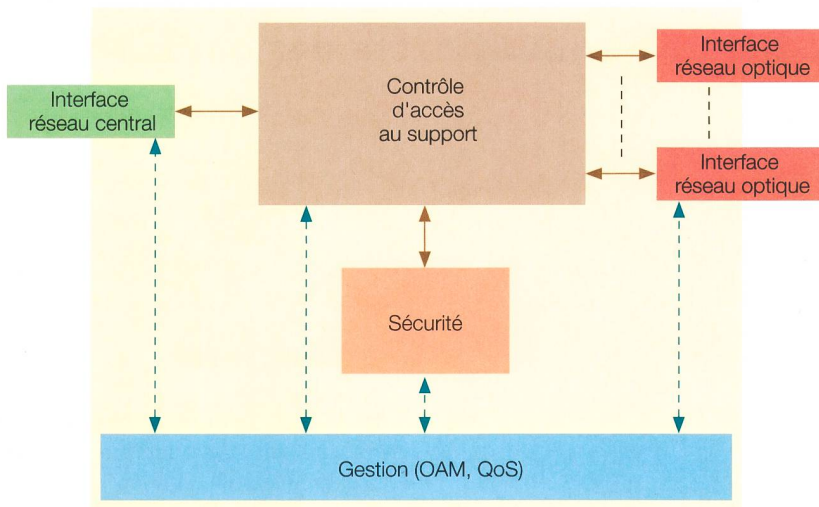 Interface
réseau optique
Contrôle
d'accès
au support
Interface
réseau central
Interface
réseau optique
Sécurité
Gestion (OAM, QoS)